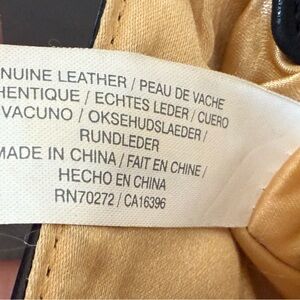 NUINE LEATHER / PEAU DE VACHE
HENTIQUE / ECHTES LEDER / CUERO
VACUNO / OKSEHUDSLAEDER /
RUNDLEDER
MADE IN CHINA / FAIT EN CHINE /
HECHO EN CHINA
RN70272 / CA16396